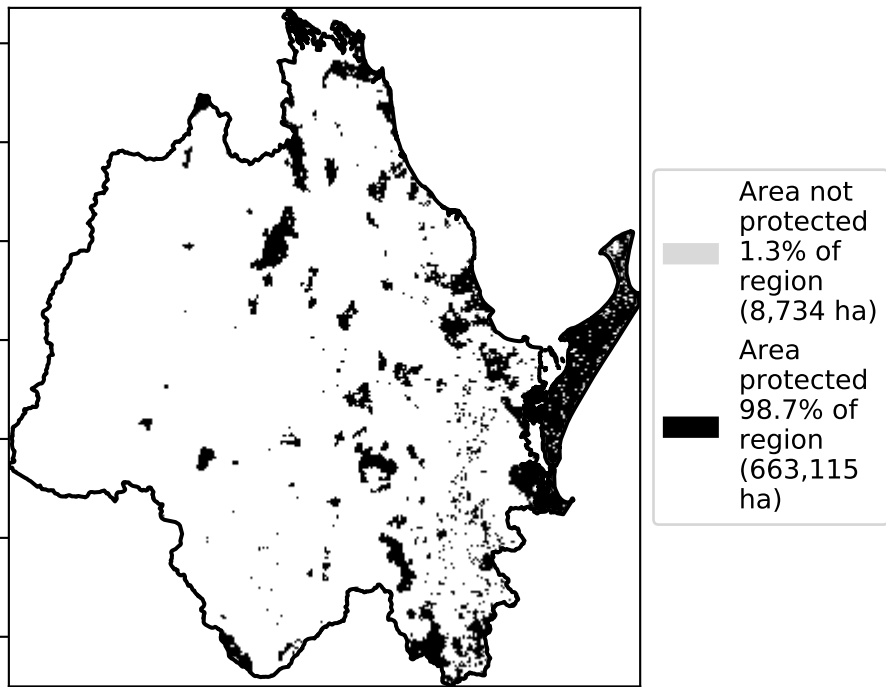 Area not
protected
1.3% of
region
(8,734 ha)
Area
protected
98.7% of
region
(663,115
ha)